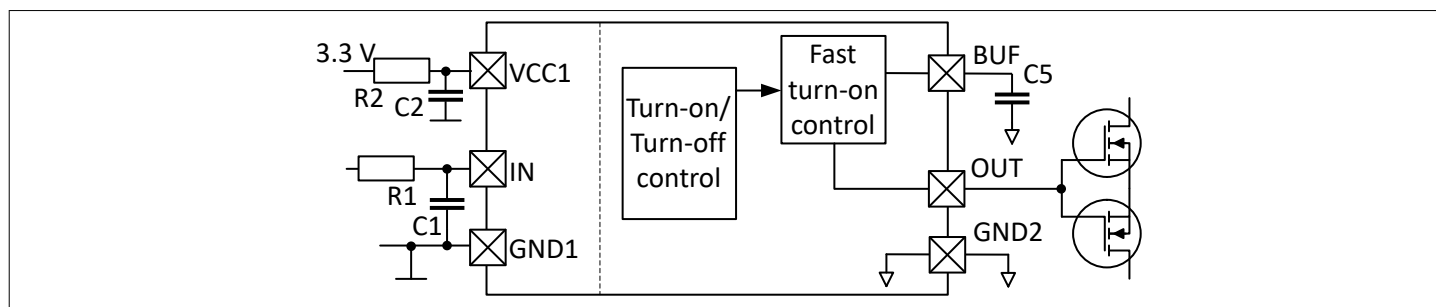 3.3 V
R2
C2
VCC1
R1
C1
IN
GND1
Turn-on/
Turn-off
control
Fast
turn-on
control
BUF
C5
OUT
GND2